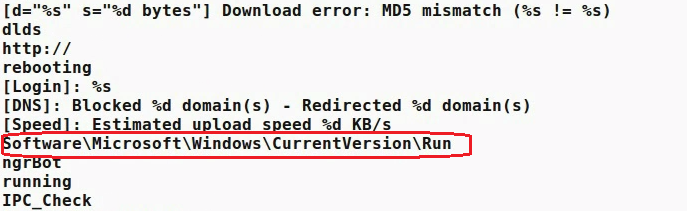 [d="%s" s="%d bytes"] Download error: MD5 mismatch (%s != %s)
dlds
http://
rebooting
[Login]: %s
[DNS]: Blocked %d domain(s) - Redirected %d domain(s)
[Speed]: Estimated upload speed %d KB/s
Software\Microsoft\Windows\CurrentVersion\Run
ngrBot
running
IPC_Check